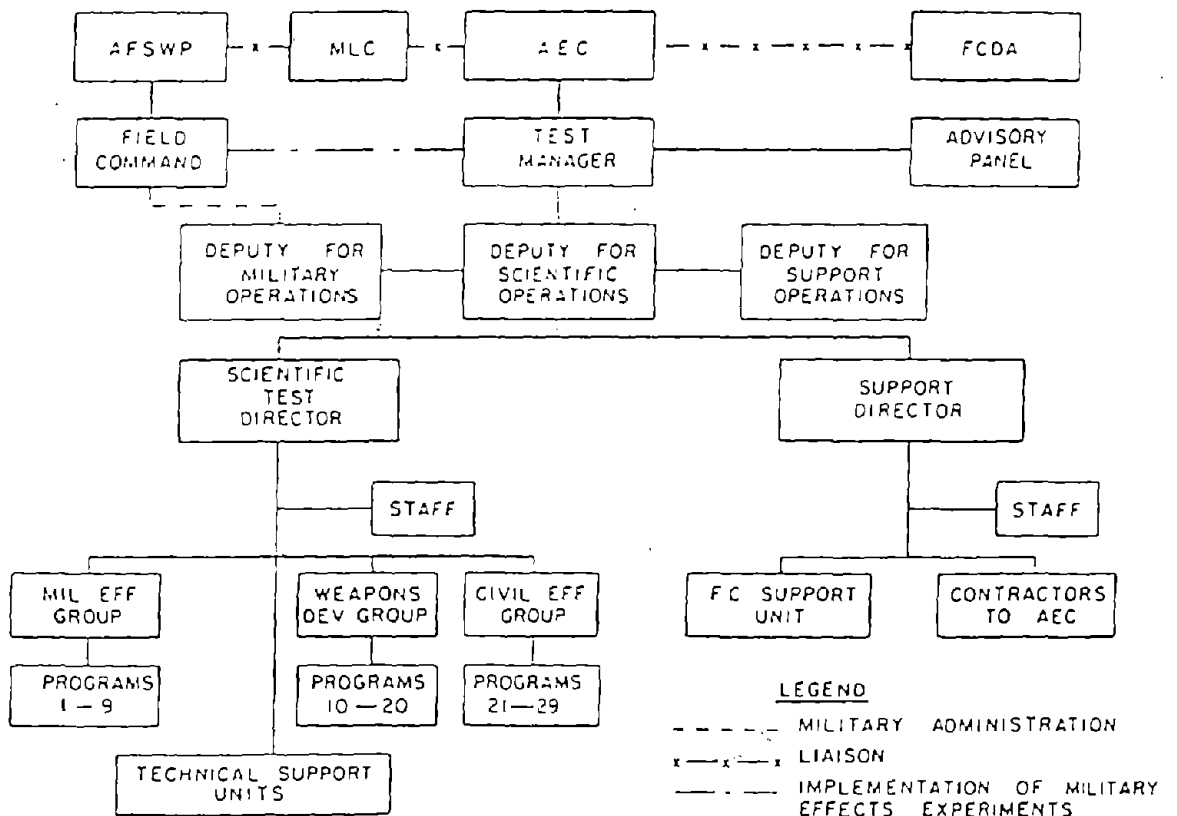 AFSWP
MLC
AEC
FCDA
FIELD
COMMAND
TEST
MANAGER
ADVISORY
PANEL
DEPUTY FOR
MILITARY
OPERATIONS
DEPUTY FOR
SCIENTIFIC
OPERATIONS
DEPUTY FOR
SUPPORT
OPERATIONS
SCIENTIFIC
TEST
DIRECTOR
SUPPORT
DIRECTOR
STAFF
STAFF
MIL EFF
GROUP
WEAPONS
DEV GROUP
CIVIL EFF
GROUP
FC SUPPORT
UNIT
CONTRACTORS
TO AEC
PROGRAMS
1—9
PROGRAMS
10—20
PROGRAMS
21—29
TECHNICAL SUPPORT
UNITS
LEGEND
MILITARY ADMINISTRATION
x—x—x LIAISON
IMPLEMENTATION OF MILITARY
EFFECTS EXPERIMENTS